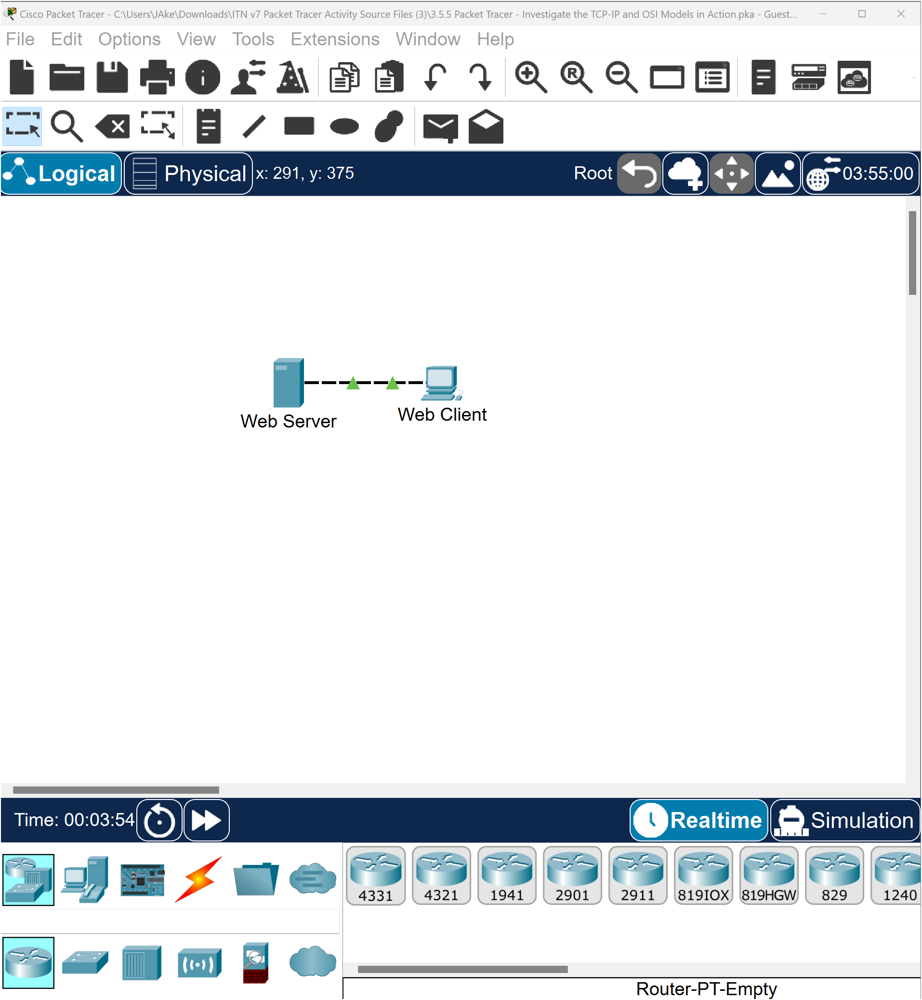 Cisco Packet Tracer - C:\Users\JAke\Downloads\ITN v7 Packet Tracer Activity Source Files (3)\3.5.5 Packet Tracer - Investigate the TCP-IP and OSI Models in Action.pka - Guest...
File Edit Options View Tools Extensions Window Help
R
Logical Physical x: 291, y: 375 Root 03:55:00
Web Server
Web Client
Time: 00:03:54 Realtime Simulation
4331 4321 1941 2901 2911 819IOX 819HGW 829 1240
Router-PT-Empty